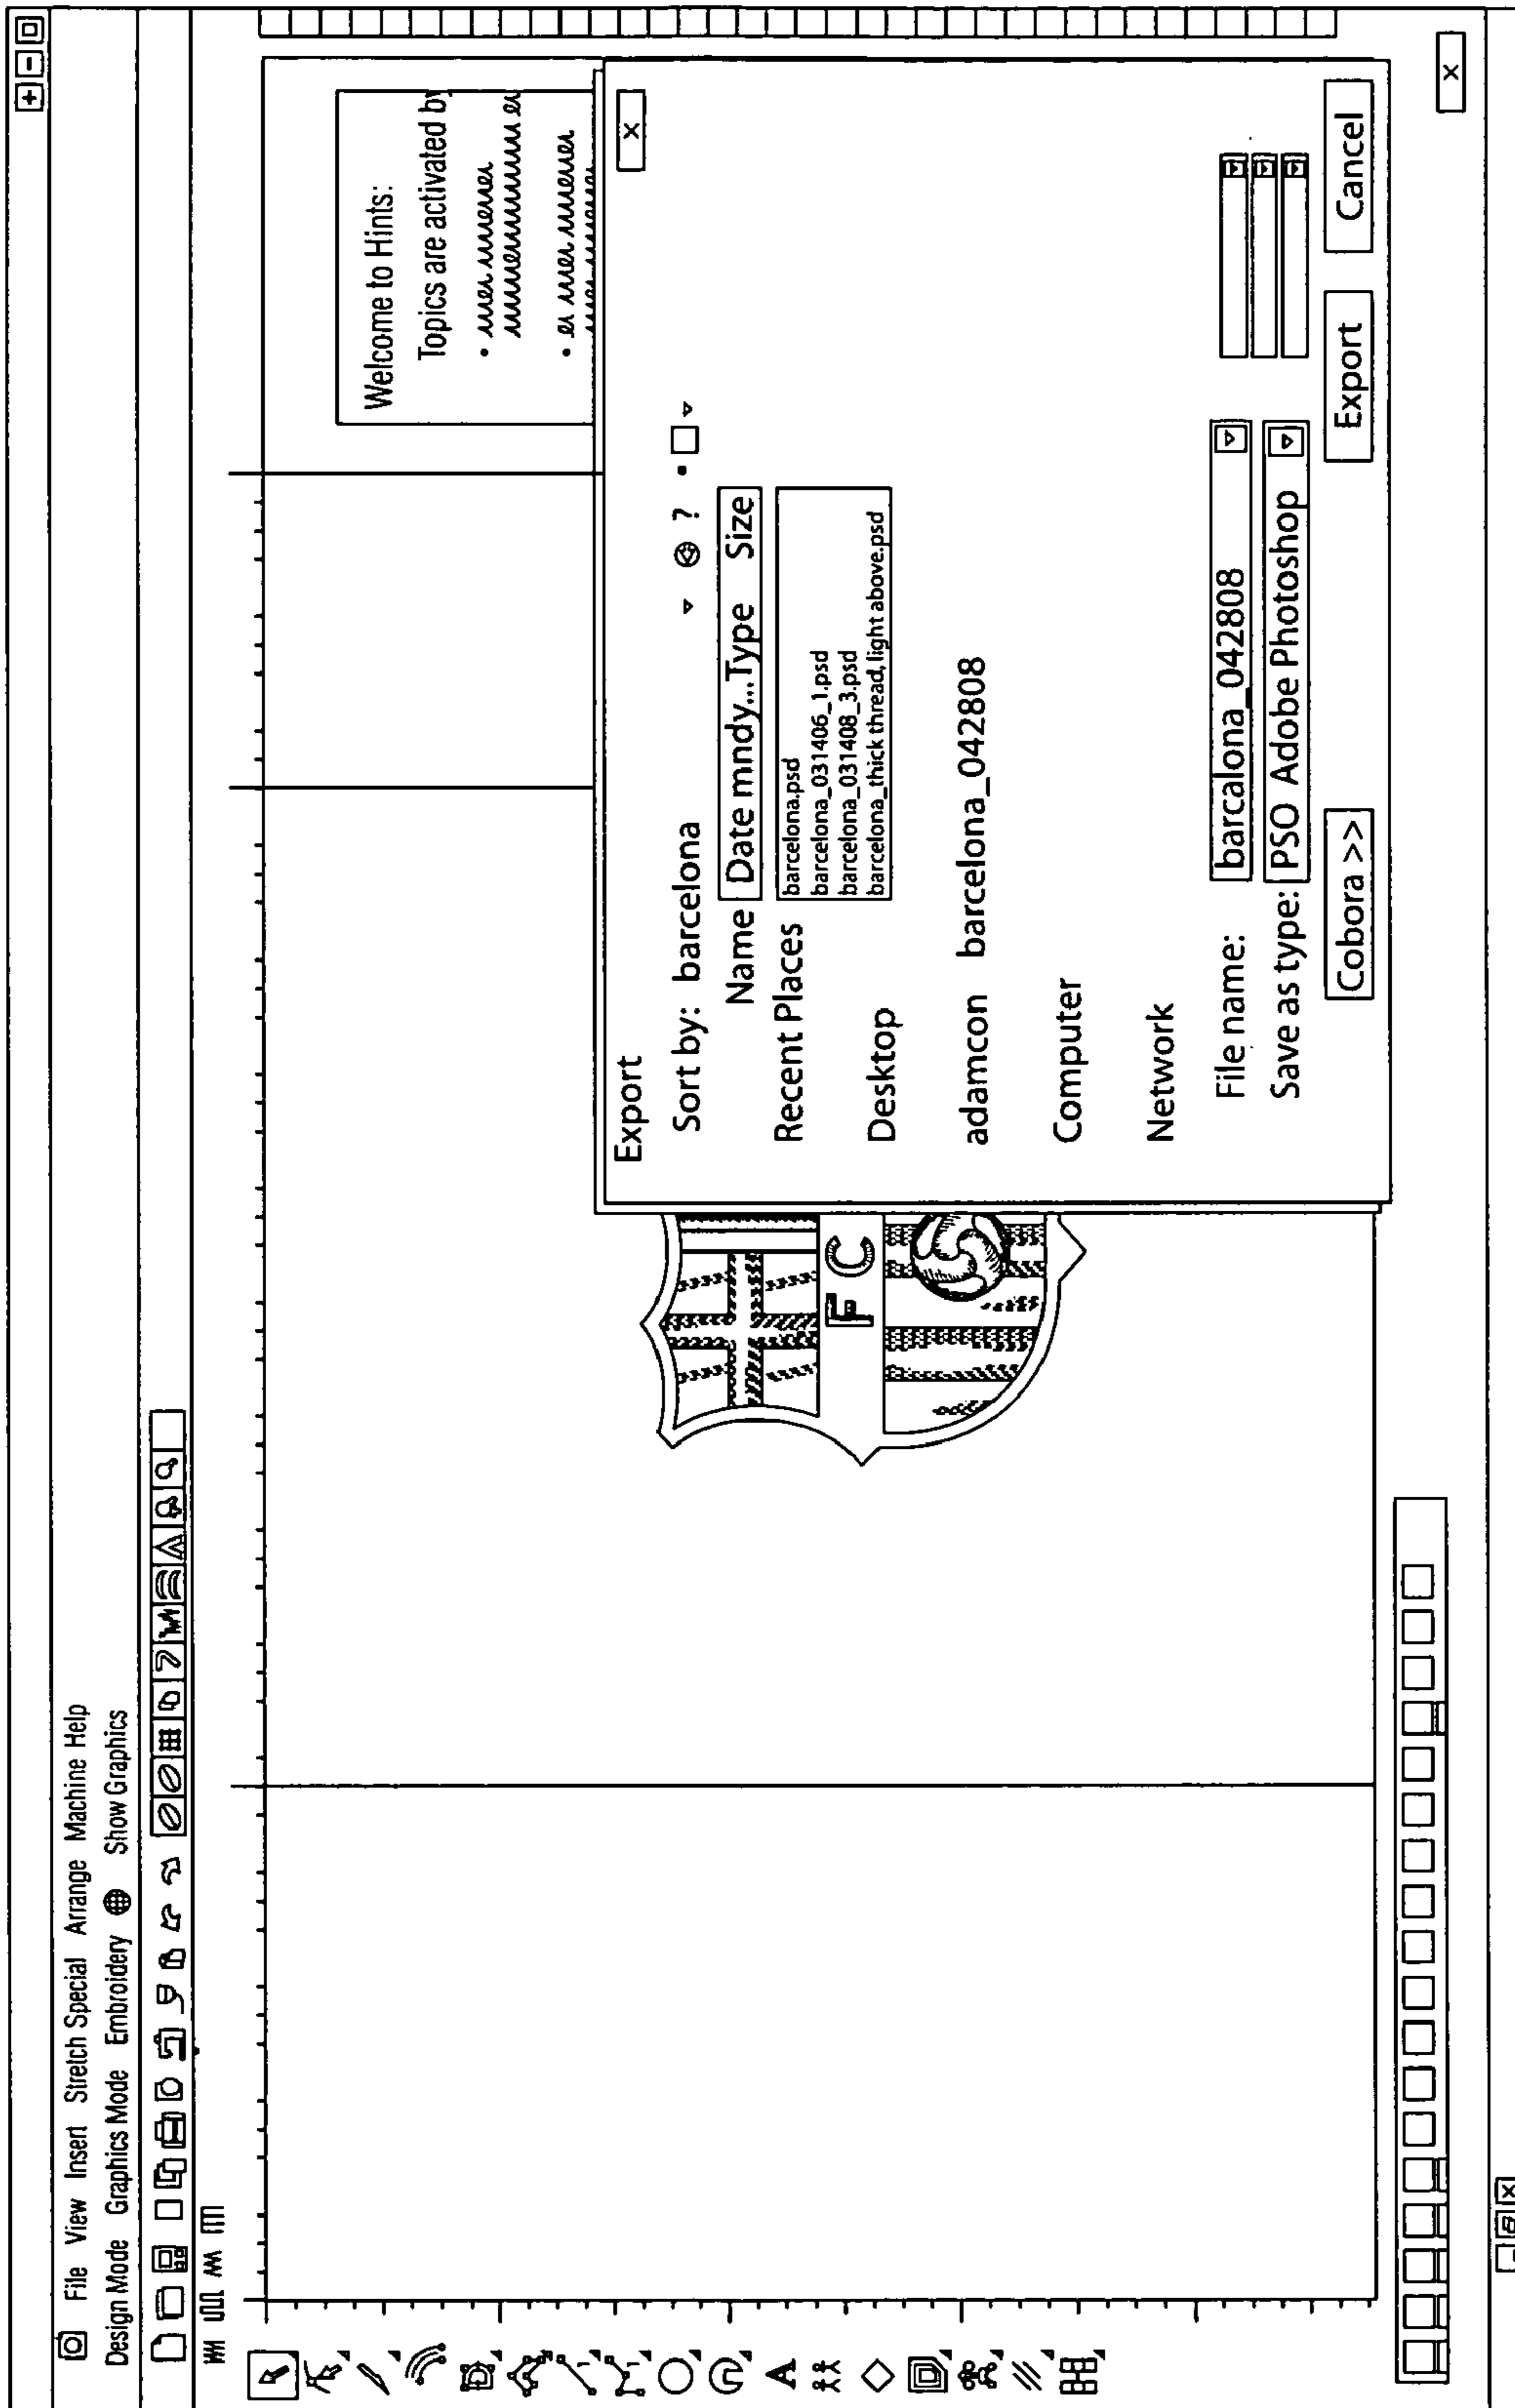 File View Insert Stretch Special Arrange Machine Help
Design Mode Graphics Mode Embroidery Show Graphics
Welcome to Hints:
Topics are activated by
Export
Sort by: barcelona
?
Name Date mndy...Type Size
Recent Places
barcelona.psd
barcelona_031406_1.psd
barcelona_031408_3.psd
barcelona_thick thread, light above.psd
Desktop
adamcon barcelona_042808
Computer
Network
File name: barcalona_042808
Save as type: PSO Adobe Photoshop
Cobora >> Export Cancel
F C
A